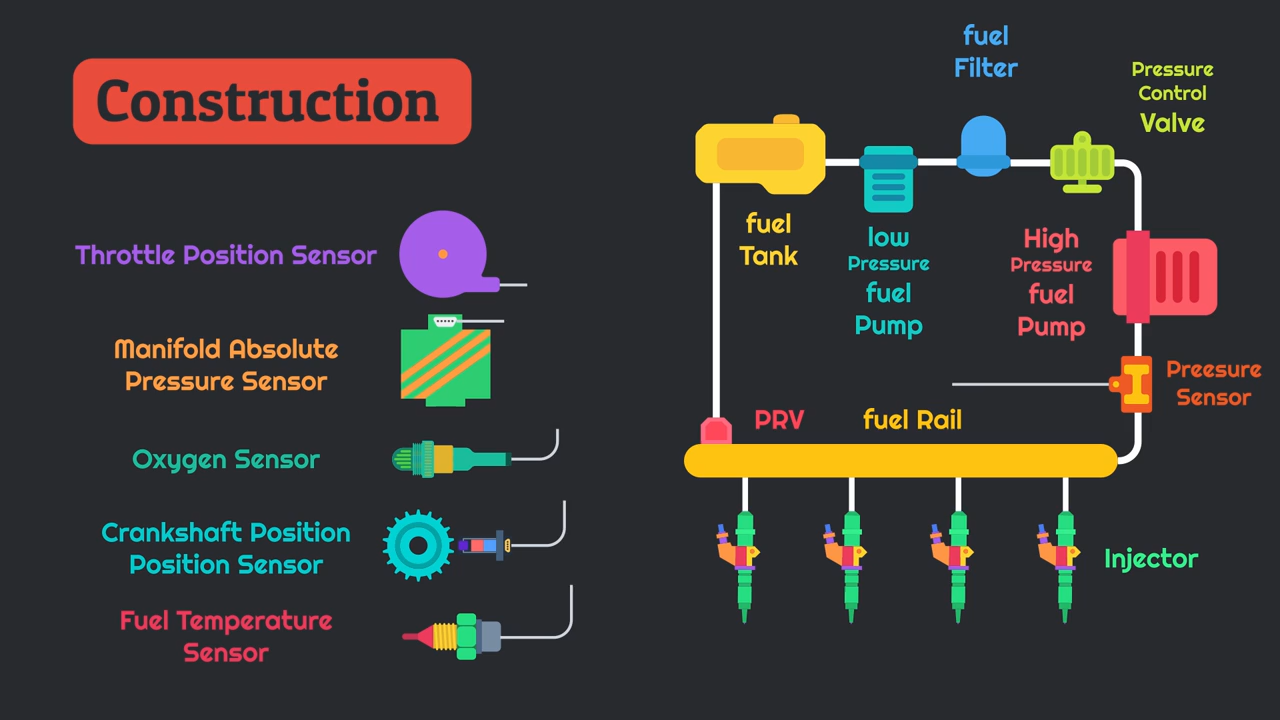 Construction
Throttle Position Sensor
Manifold Absolute
Pressure Sensor
Oxygen Sensor
Crankshaft Position
Position Sensor
Fuel Temperature
Sensor
fuel
Filter
Pressure
Control
Valve
fuel
Tank
low
Pressure
fuel
Pump
High
Pressure
fuel
Pump
Preesure
Sensor
PRV
fuel Rail
Injector